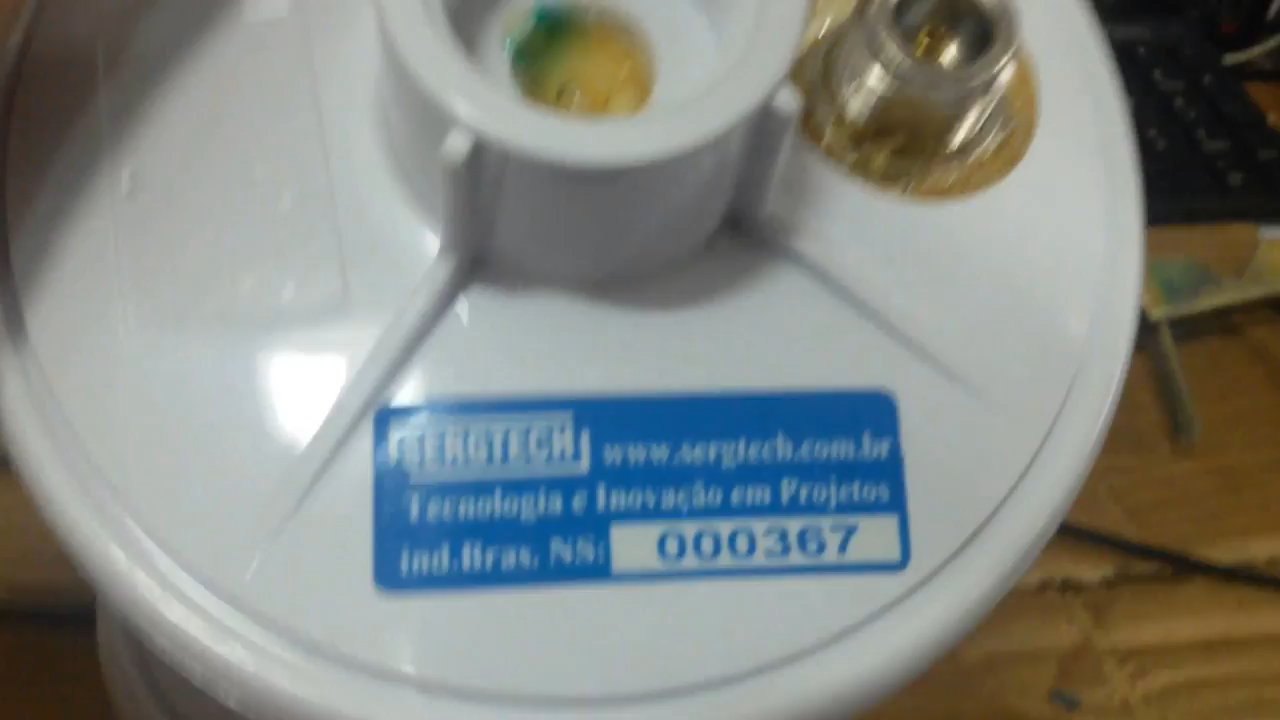 SERGTECH www.sergtech.com.br
Tecnologia e Inovação em Projetos
Ind.Bras. NS: 000367